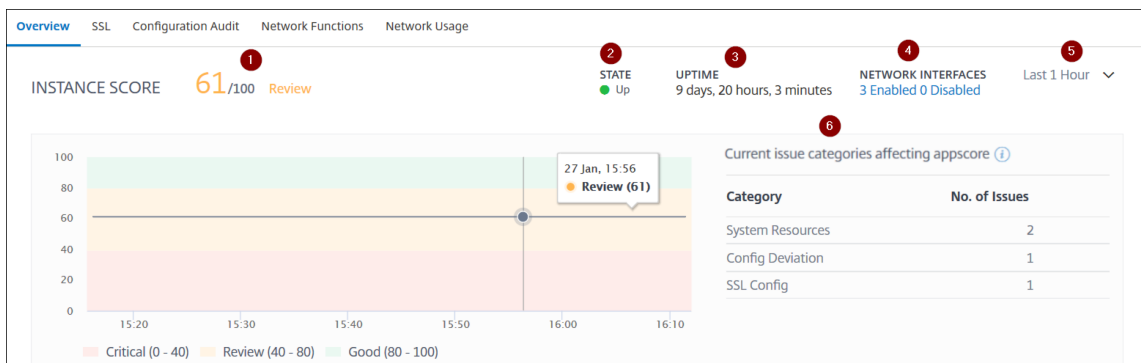 Overview SSL Configuration Audit Network Functions Network Usage
1 2 3 4 5
INSTANCE SCORE 61/100 Review
STATE
Up
UPTIME
9 days, 20 hours, 3 minutes
NETWORK INTERFACES
3 Enabled 0 Disabled
Last 1 Hour
6
Current issue categories affecting appscore i
Category No. of Issues
System Resources 2
Config Deviation 1
SSL Config 1
27 Jan, 15:56
Review (61)
100
80
60
40
20
0
15:20 15:30 15:40 15:50 16:00 16:10
Critical (0 - 40) Review (40 - 80) Good (80 - 100)